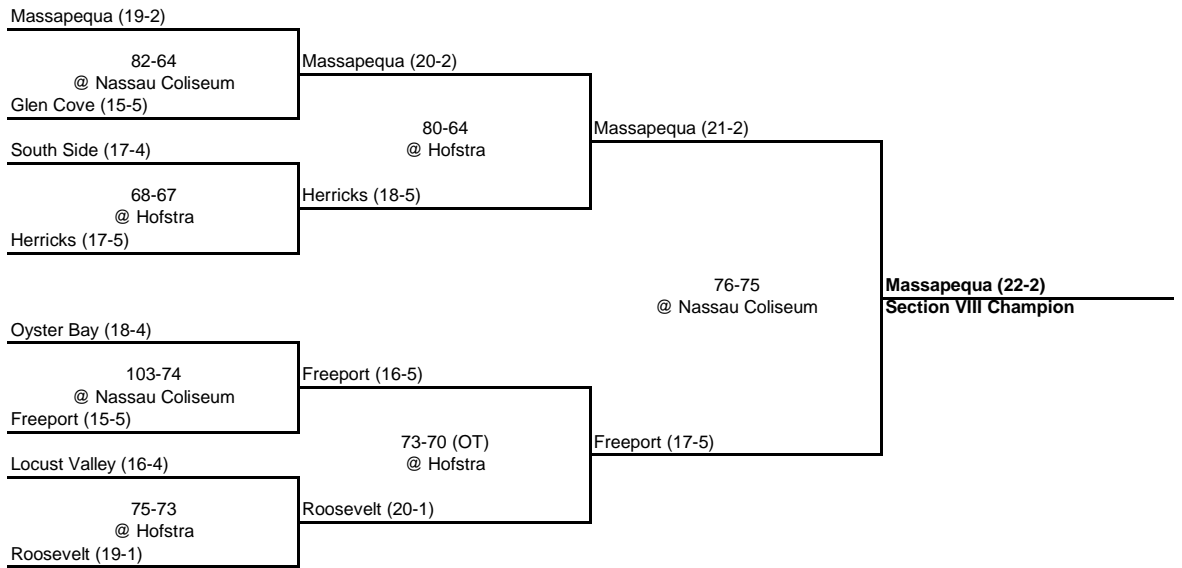 Massapequa (19-2)
82-64
@ Nassau Coliseum
Glen Cove (15-5)
Massapequa (20-2)
South Side (17-4)
68-67
@ Hofstra
Herricks (17-5)
Herricks (18-5)
80-64
@ Hofstra
Massapequa (21-2)
Oyster Bay (18-4)
103-74
@ Nassau Coliseum
Freeport (15-5)
Freeport (16-5)
Locust Valley (16-4)
75-73
@ Hofstra
Roosevelt (19-1)
Roosevelt (20-1)
73-70 (OT)
@ Hofstra
Freeport (17-5)
76-75
@ Nassau Coliseum
Massapequa (22-2)
Section VIII Champion